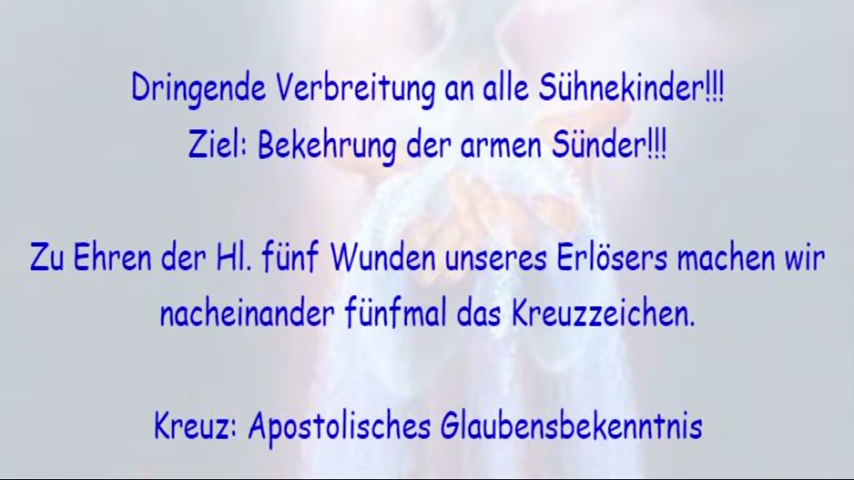 Dringende Verbreitung an alle Sühnekinder!!!
Ziel: Bekehrung der armen Sünder!!!
Zu Ehren der Hl. fünf Wunden unseres Erlösers machen wir
nacheinander fünfmal das Kreuzzeichen.
Kreuz: Apostolisches Glaubensbekenntnis